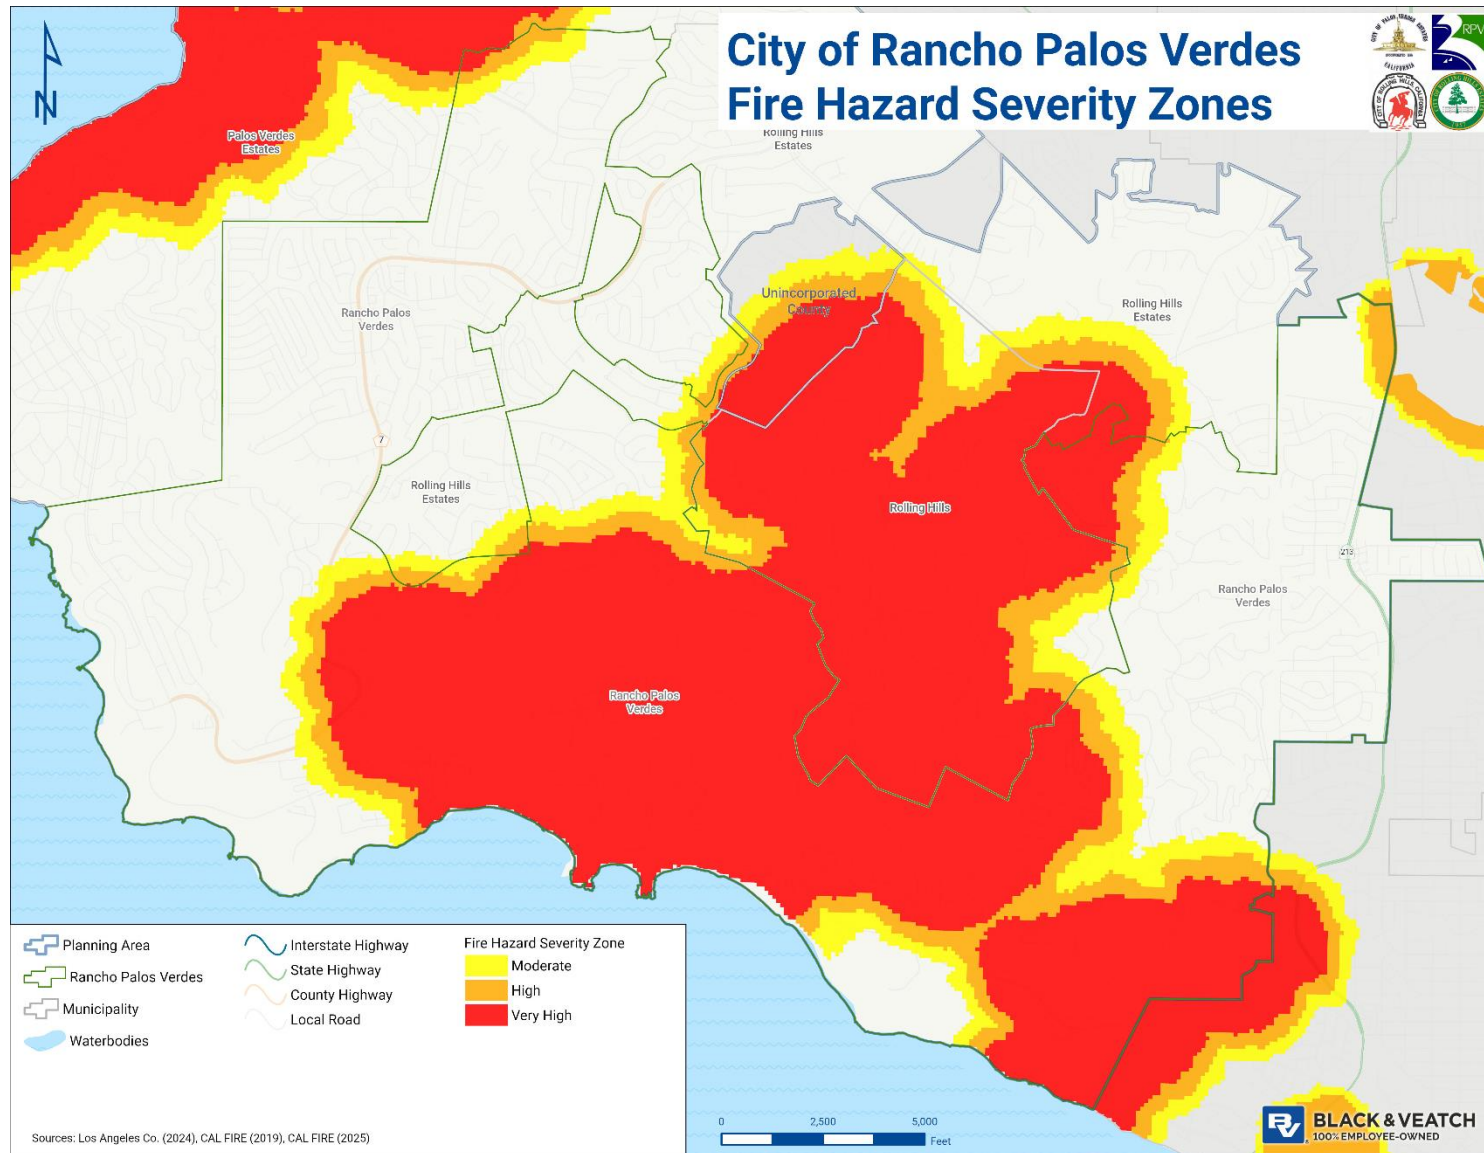 City of Rancho Palos Verdes
Fire Hazard Severity Zones
RPV
CALIFORNIA
N
Palos Verdes
Estates
Rolling Hills
Estates
Unincorporated
County
Rancho Palos
Verdes
Rolling Hills
Estates
7
Rolling Hills
Estates
Rolling Hills
213
Rancho Palos
Verdes
Rancho Palos
Verdes
Planning Area
Rancho Palos Verdes
Municipality
Waterbodies
Interstate Highway
State Highway
County Highway
Local Road
Fire Hazard Severity Zone
Moderate
High
Very High
Sources: Los Angeles Co. (2024), CAL FIRE (2019), CAL FIRE (2025)
0 2,500 5,000
Feet
BV
BLACK & VEATCH
100% EMPLOYEE-OWNED